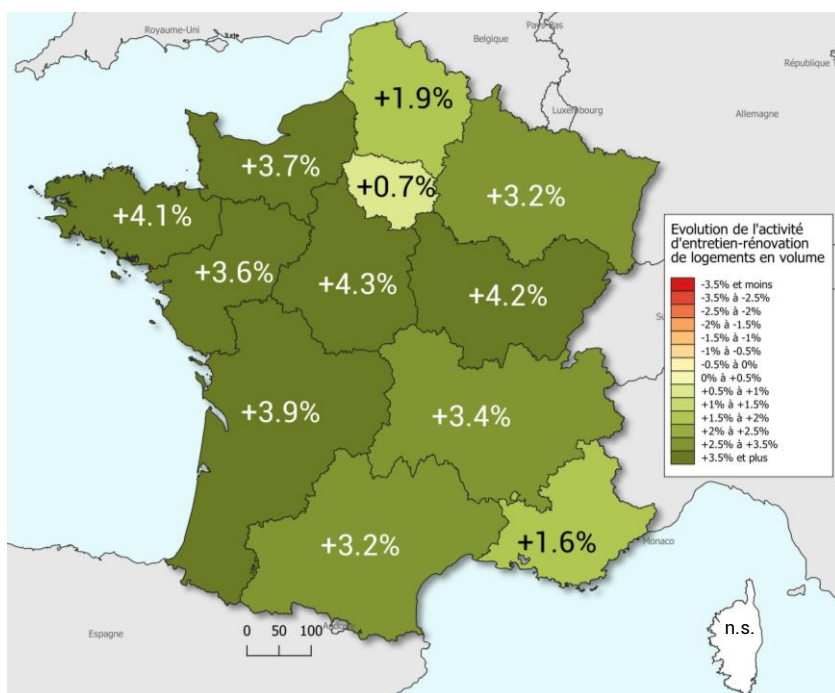 Royaume-Uni
Pays-Bas
Belgique
République
Luxembourg
Allemagne
+1.9%
+3.7%
+0.7%
+3.2%
+4.1%
+3.6%
+4.3%
+4.2%
Evolution de l'activité
d'entretien-rénovation
de logements en volume
-3.5% et moins
-3.5% à -2.5%
-2.5% à -2%
-2% à -1.5%
-1.5% à -1%
-1% à -0.5%
-0.5% à 0%
0% à +0.5%
+0.5% à +1%
+1% à +1.5%
+1.5% à +2%
+2% à +2.5%
+2.5% à +3.5%
+3.5% et plus
+3.9%
+3.4%
+3.2%
+1.6%
Monaco
Espagne
0 50 100
n.s.